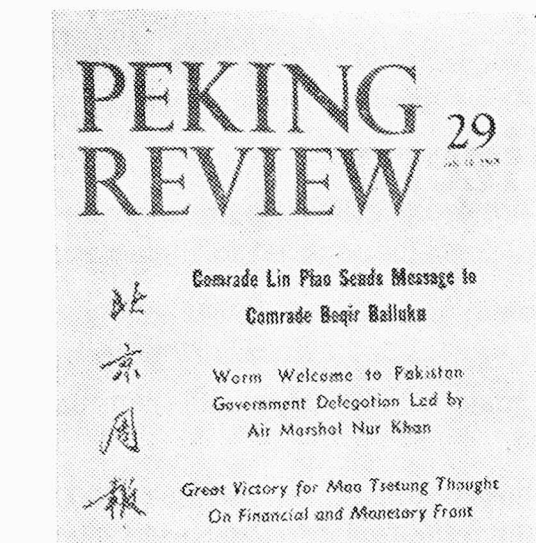 PEKING
REVIEW
29
北
京
周
报
Comrade Lin Piao Sends Message to
Comrade Beqir Balluku
Warm Welcome to Pakistan
Government Delegation Led by
Air Marshal Nur Khan
Great Victory for Mao Tsetung Thought
On Financial and Monetary Front